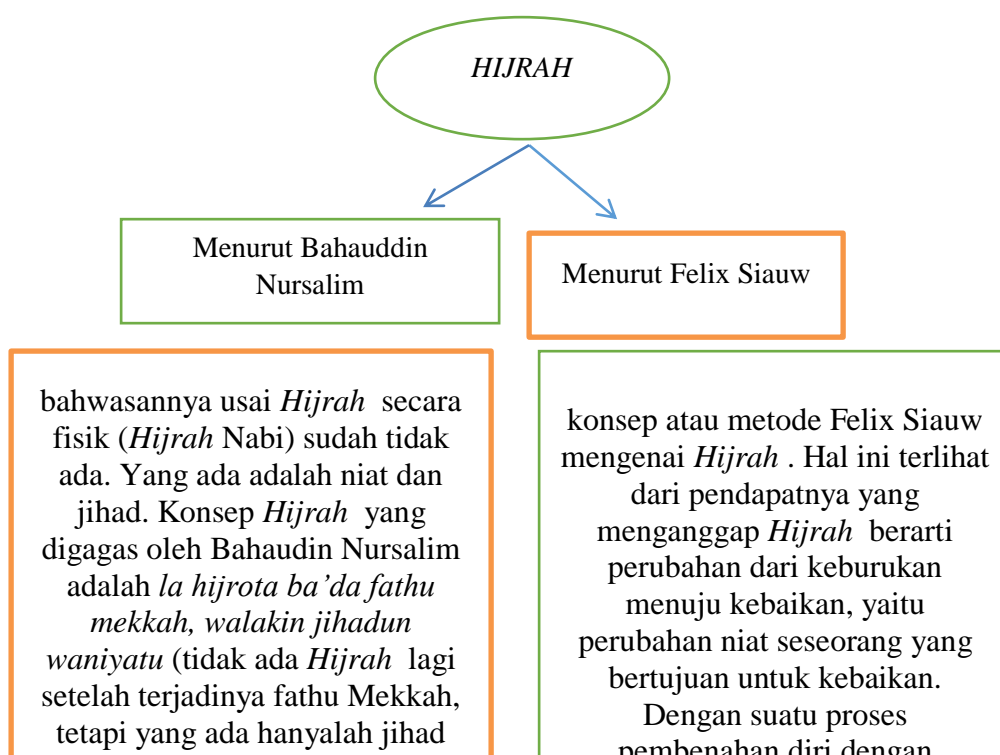 HIJRAH
Menurut Bahauddin
Nursalim
Menurut Felix Siauw
bahwasannya usai Hijrah secara
fisik (Hijrah Nabi) sudah tidak
ada. Yang ada adalah niat dan
jihad. Konsep Hijrah yang
digagas oleh Bahaudin Nursalim
adalah la hijrota ba’da fathu
mekkah, walakin jihadun
waniyatu (tidak ada Hijrah lagi
setelah terjadinya fathu Mekkah,
tetapi yang ada hanyalah jihad
konsep atau metode Felix Siauw
mengenai Hijrah . Hal ini terlihat
dari pendapatnya yang
menganggap Hijrah berarti
perubahan dari keburukan
menuju kebaikan, yaitu
perubahan niat seseorang yang
bertujuan untuk kebaikan.
Dengan suatu proses
pembenahan diri dengan